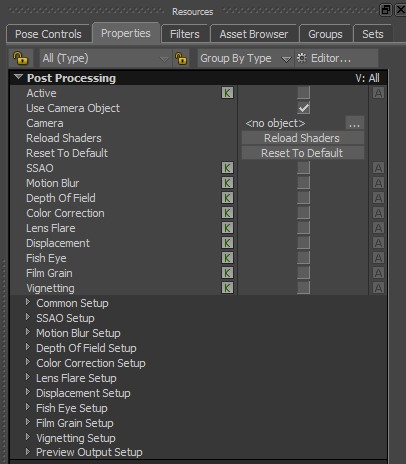 Resources
Pose Controls Properties Filters Asset Browser Groups Sets
All (Type) Group By Type Editor...
Post Processing V: All
Active K A
Use Camera Object
Camera <no object> ...
Reload Shaders Reload Shaders
Reset To Default Reset To Default
SSAO K A
Motion Blur K A
Depth Of Field K A
Color Correction K A
Lens Flare K A
Displacement K A
Fish Eye K A
Film Grain K A
Vignetting K A
Common Setup
SSAO Setup
Motion Blur Setup
Depth Of Field Setup
Color Correction Setup
Lens Flare Setup
Displacement Setup
Fish Eye Setup
Film Grain Setup
Vignetting Setup
Preview Output Setup